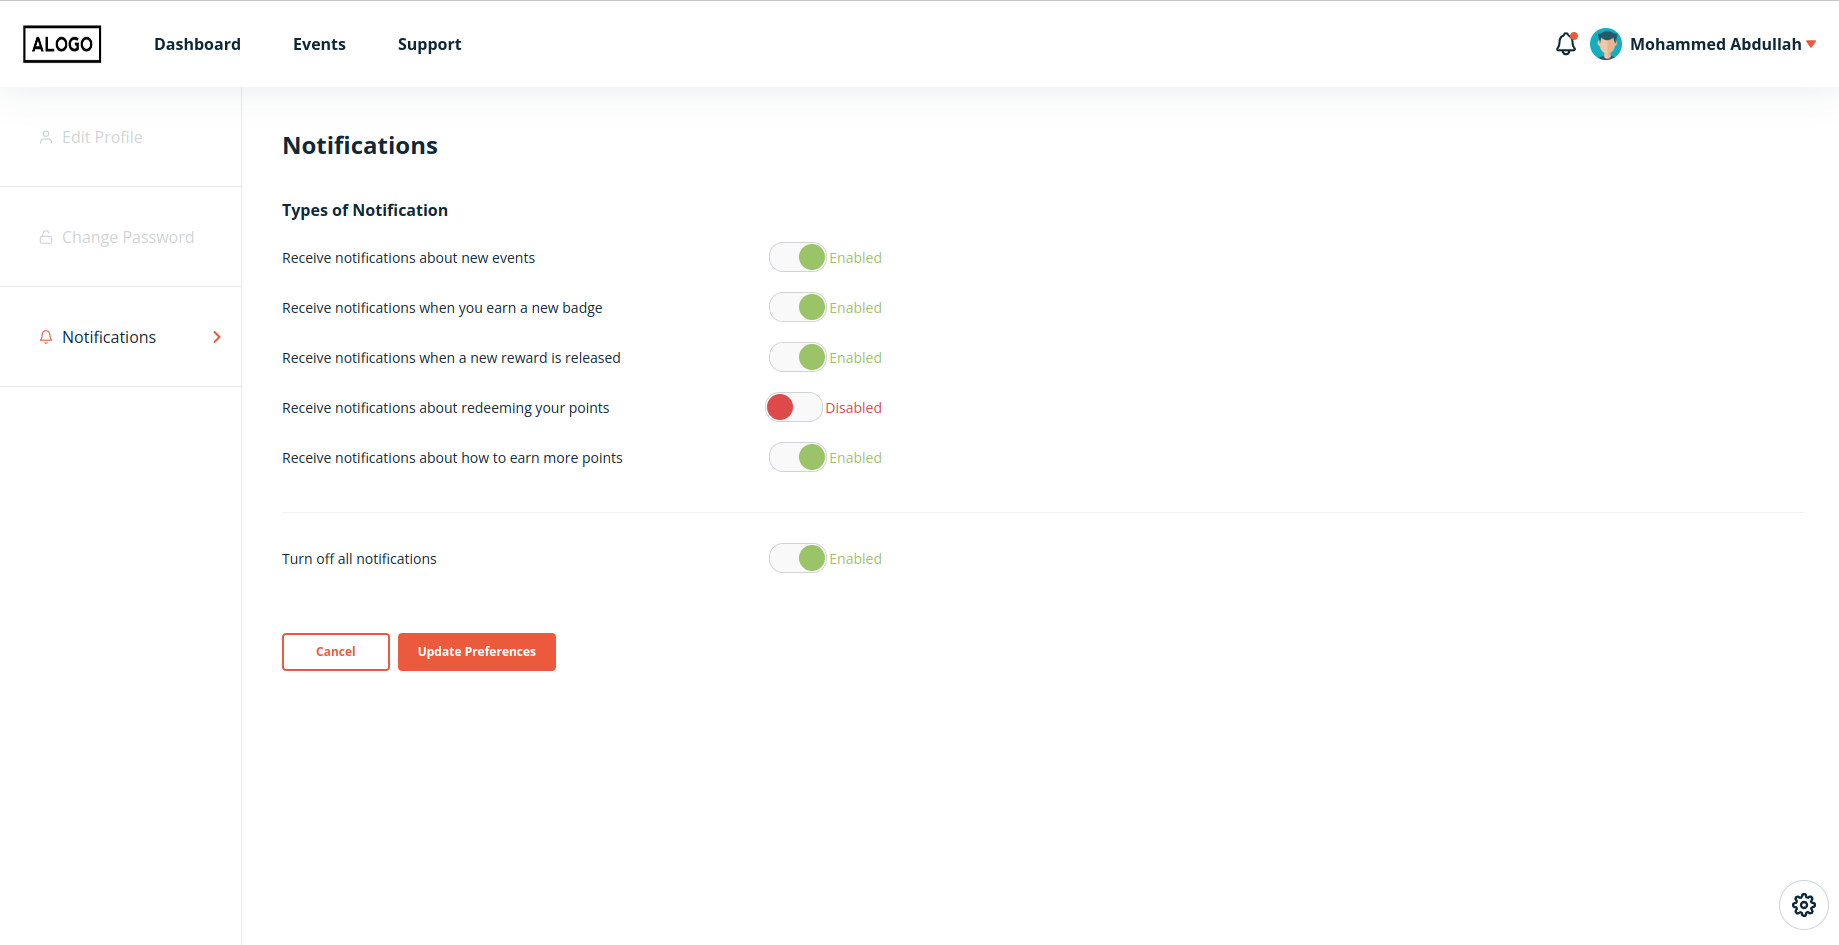 ALOGO
Dashboard
Events
Support
Mohammed Abdullah
Edit Profile
Change Password
Notifications
Notifications
Types of Notification
Receive notifications about new events Enabled
Receive notifications when you earn a new badge Enabled
Receive notifications when a new reward is released Enabled
Receive notifications about redeeming your points Disabled
Receive notifications about how to earn more points Enabled
Turn off all notifications Enabled
Cancel
Update Preferences